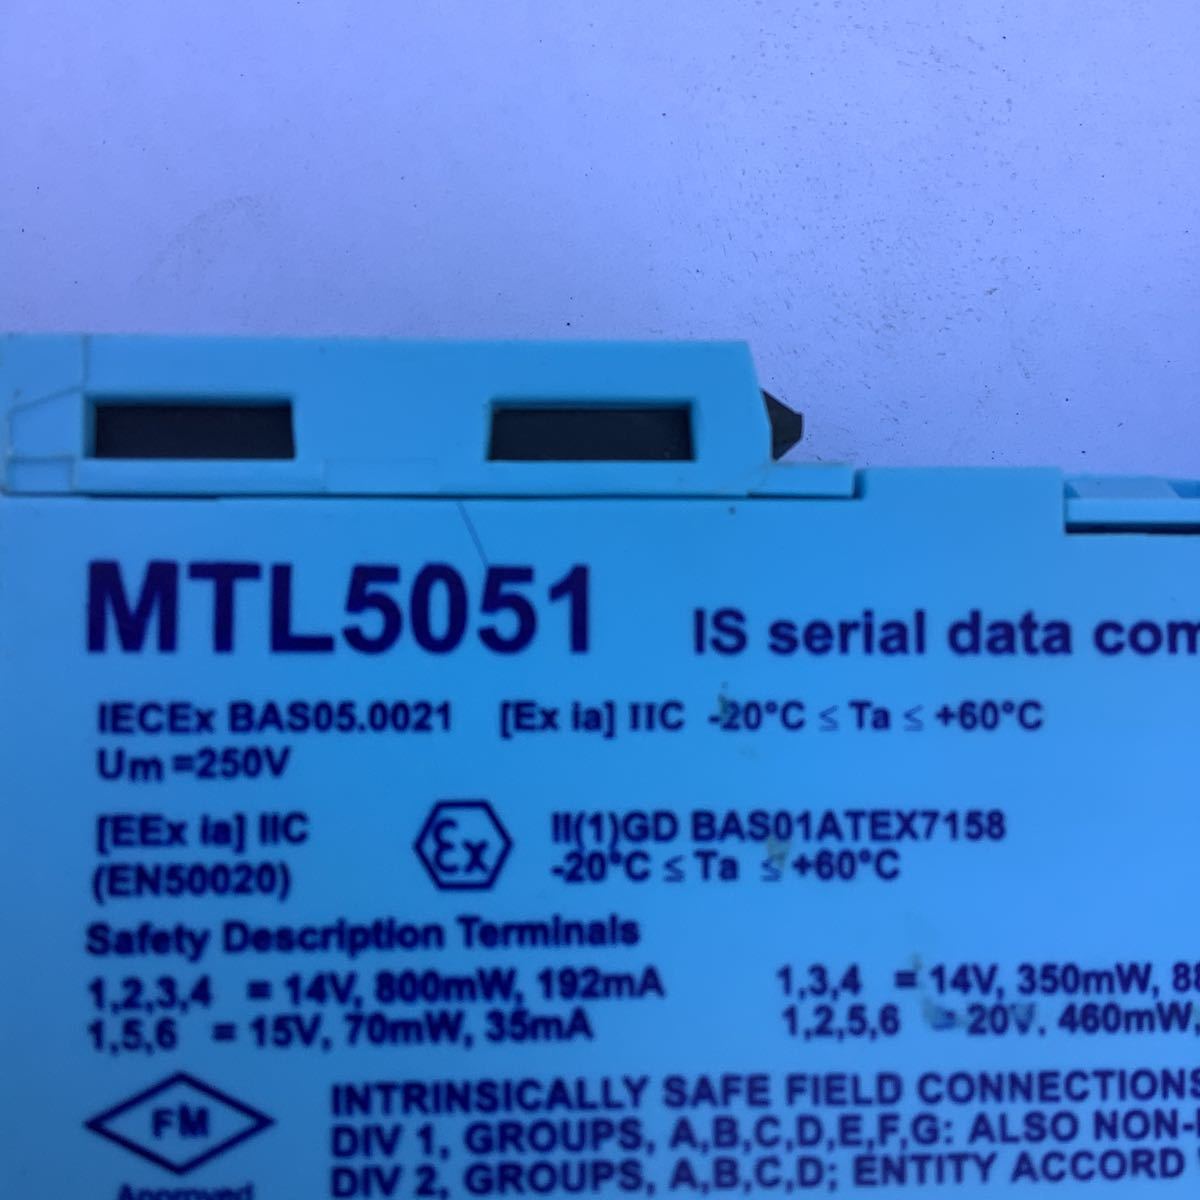 MTL5051 IS serial data com
IECEx BAS05.0021 [Ex ia] IIC -20°C ≤ Ta ≤ +60°C
Um =250V
[EEx ia] IIC
(EN50020)
Ex
II(1)GD BAS01ATEX7158
-20°C ≤ Ta ≤ +60°C
Safety Description Terminals
1,2,3,4 = 14V, 800mW, 192mA 1,3,4 = 14V, 350mW, 88
1,5,6 = 15V, 70mW, 35mA 1,2,5,6 = 20V. 460mW,
FM
Approved
INTRINSICALLY SAFE FIELD CONNECTIONS
DIV 1, GROUPS, A,B,C,D,E,F,G: ALSO NON-
DIV 2, GROUPS, A,B,C,D; ENTITY ACCORD